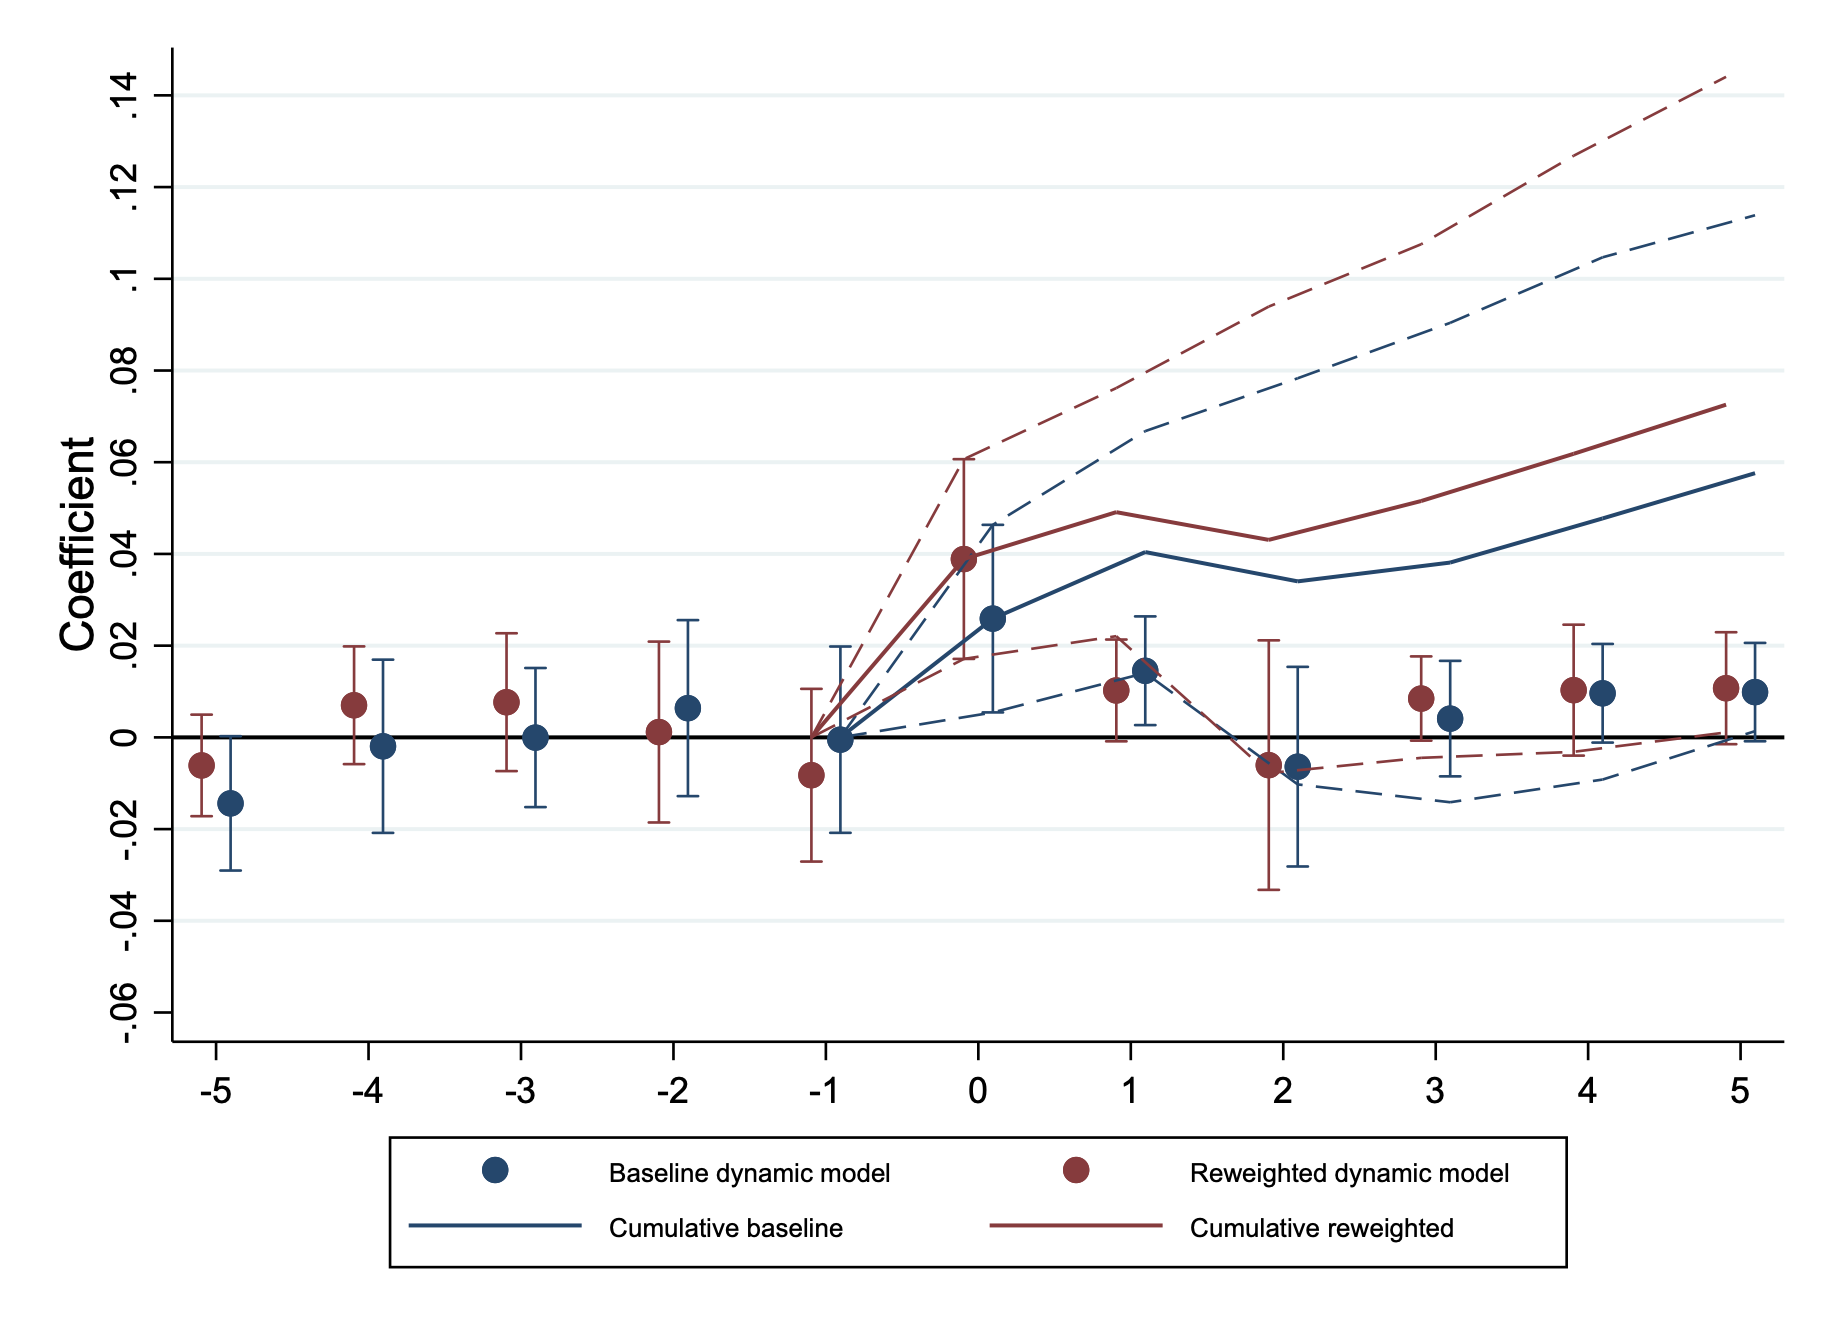 Coefficient
.14
.12
.1
.08
.06
.04
.02
0
-.02
-.04
-.06
-5 -4 -3 -2 -1 0 1 2 3 4 5
Baseline dynamic model Reweighted dynamic model
Cumulative baseline Cumulative reweighted